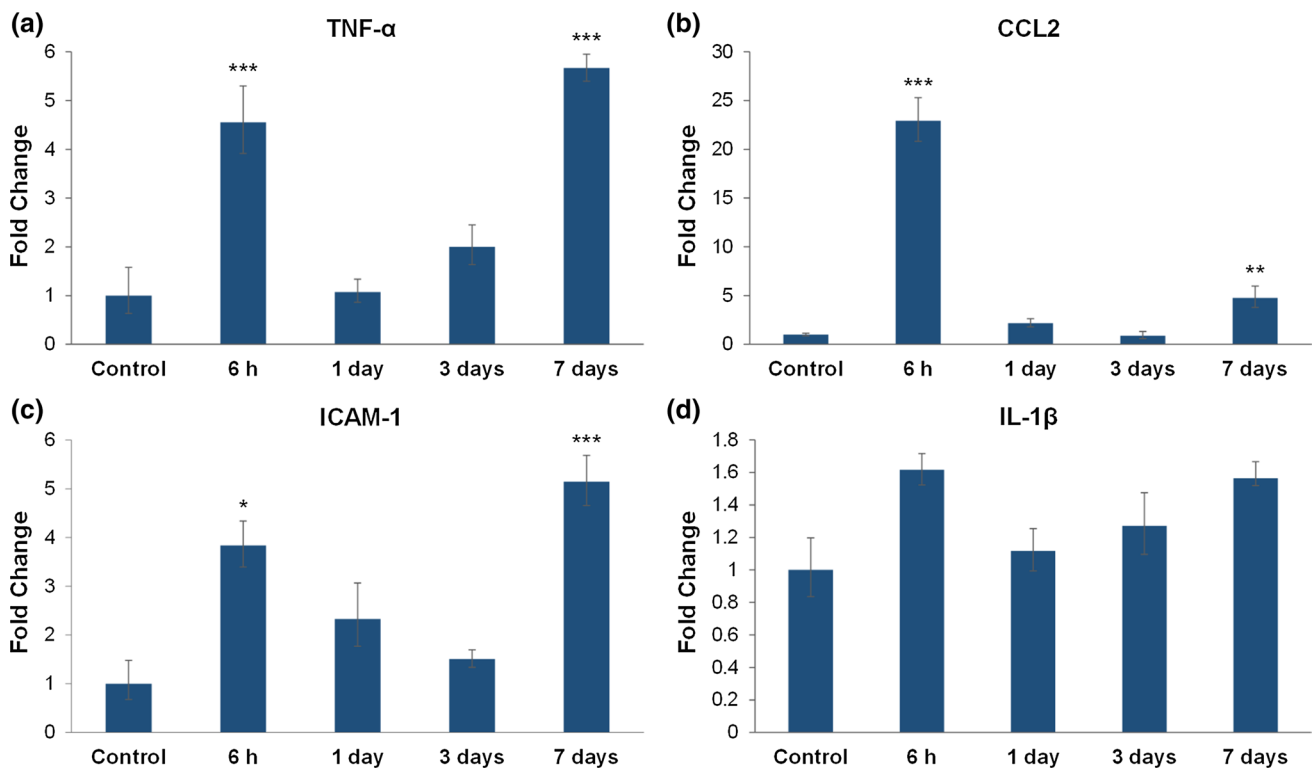 (a)
TNF-α
Fold Change
6
5
4
3
2
1
0
***
***
Control 6 h 1 day 3 days 7 days
(b)
CCL2
Fold Change
30
25
20
15
10
5
0
***
**
Control 6 h 1 day 3 days 7 days
(c)
ICAM-1
Fold Change
6
5
4
3
2
1
0
*
***
Control 6 h 1 day 3 days 7 days
(d)
IL-1β
Fold Change
1.8
1.6
1.4
1.2
1
0.8
0.6
0.4
0.2
0
Control 6 h 1 day 3 days 7 days